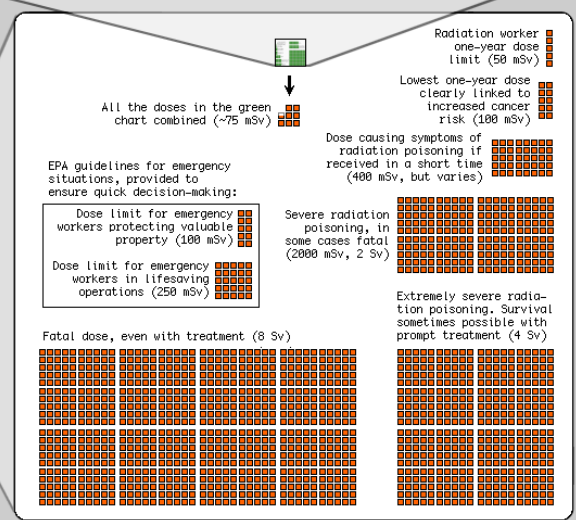 Radiation worker
one-year dose
limit (50 mSv)
Lowest one-year dose
clearly linked to
increased cancer
risk (100 mSv)
All the doses in the green
chart combined (~75 mSv)
Dose causing symptoms of
radiation poisoning if
received in a short time
(400 mSv, but varies)
EPA guidelines for emergency
situations, provided to
ensure quick decision-making:
Dose limit for emergency
workers protecting valuable
property (100 mSv)
Dose limit for emergency
workers in lifesaving
operations (250 mSv)
Severe radiation
poisoning, in
some cases fatal
(2000 mSv, 2 Sv)
Extremely severe radia-
tion poisoning. Survival
sometimes possible with
prompt treatment (4 Sv)
Fatal dose, even with treatment (8 Sv)